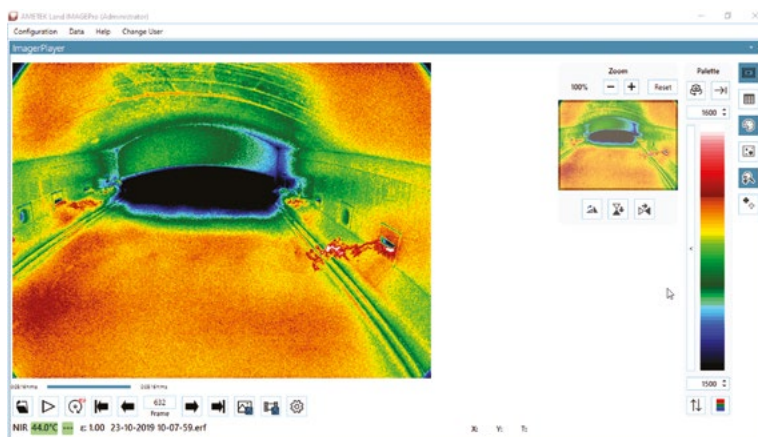 AMETEK Land IMAGEPro (Administrator)
Configuration Data Help Change User
ImagerPlayer
Zoom
Palette
100%
Reset
1600
1500
632
Frame
NIR 44.0°C --- ε: 1.00 23-10-2019 10-07-59.erf
X: Y: T: